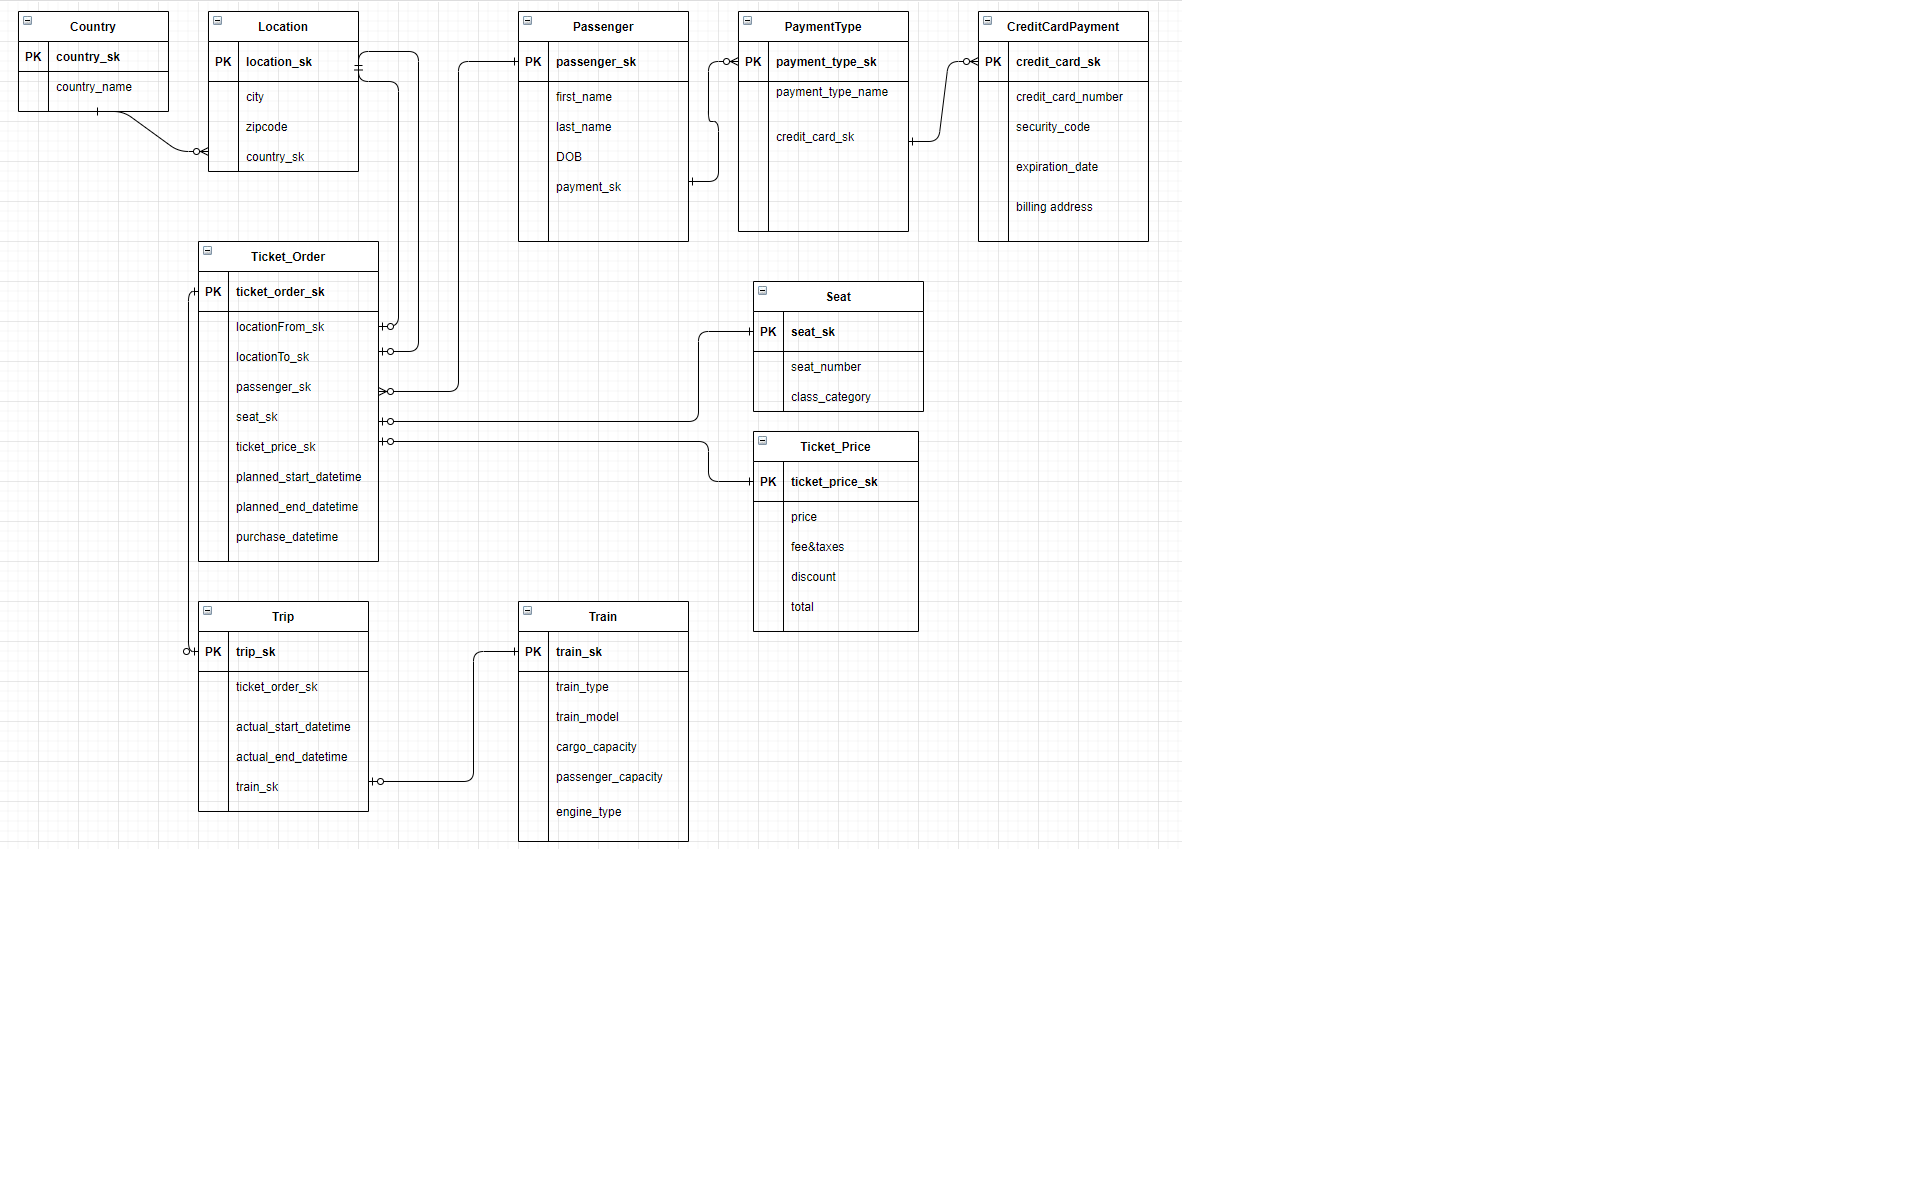 Country
PK country_sk
country_name
Location
PK location_sk
city
zipcode
country_sk
Passenger
PK passenger_sk
first_name
last_name
DOB
payment_sk
PaymentType
PK payment_type_sk
payment_type_name
credit_card_sk
CreditCardPayment
PK credit_card_sk
credit_card_number
security_code
expiration_date
billing address
Ticket_Order
PK ticket_order_sk
locationFrom_sk
locationTo_sk
passenger_sk
seat_sk
ticket_price_sk
planned_start_datetime
planned_end_datetime
purchase_datetime
Seat
PK seat_sk
seat_number
class_category
Ticket_Price
PK ticket_price_sk
price
fee&taxes
discount
total
Trip
PK trip_sk
ticket_order_sk
actual_start_datetime
actual_end_datetime
train_sk
Train
PK train_sk
train_type
train_model
cargo_capacity
passenger_capacity
engine_type